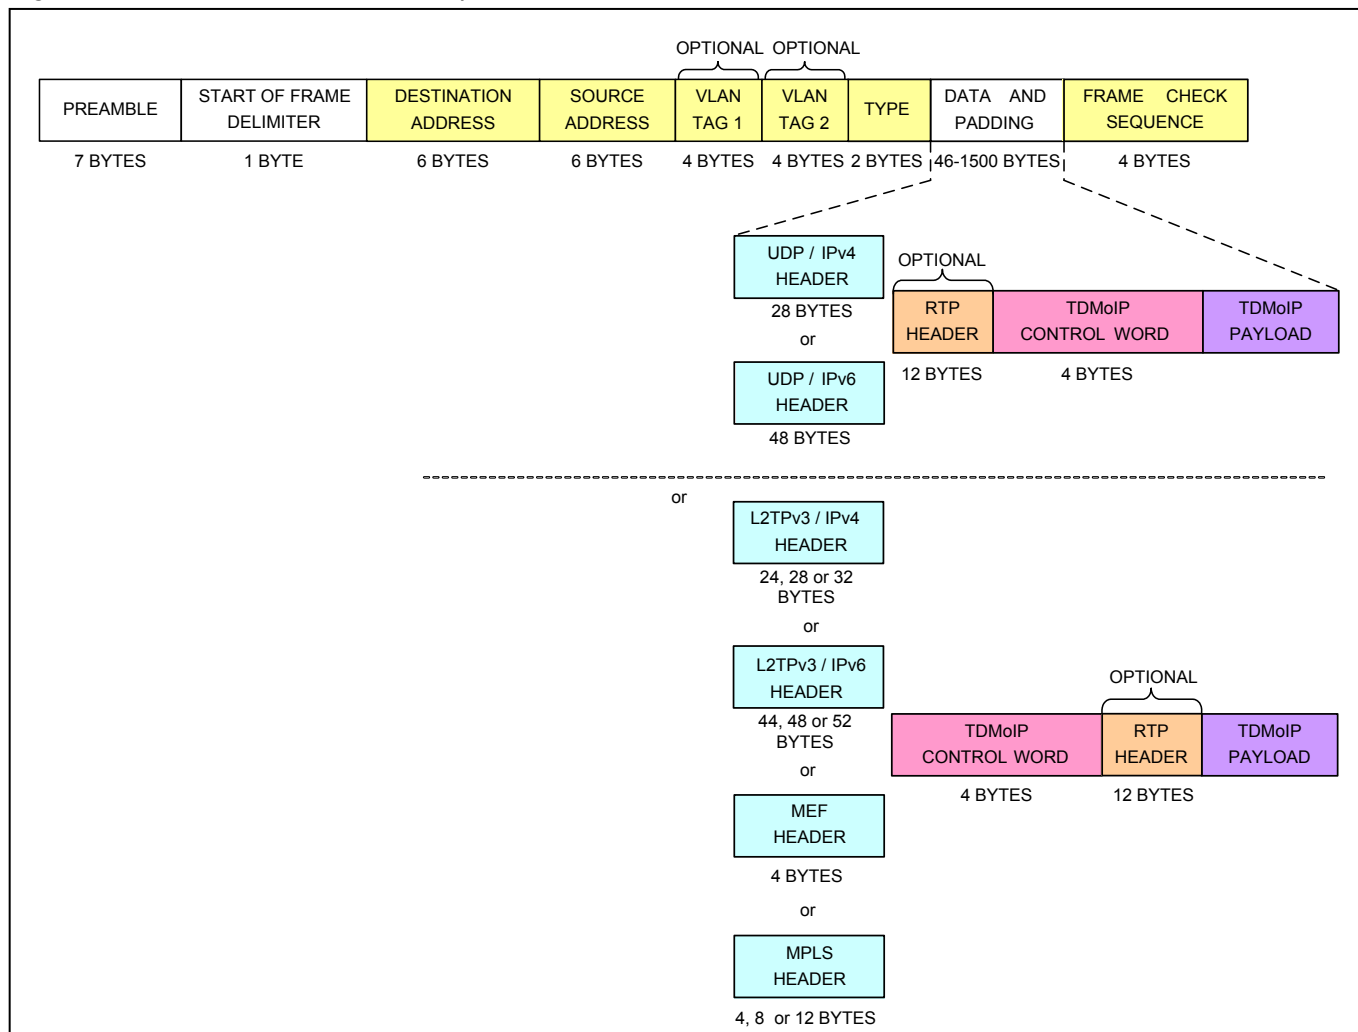 OPTIONAL OPTIONAL
PREAMBLE
START OF FRAME
DELIMITER
DESTINATION
ADDRESS
SOURCE
ADDRESS
VLAN
TAG 1
VLAN
TAG 2
TYPE
DATA AND
PADDING
FRAME CHECK
SEQUENCE
7 BYTES
1 BYTE
6 BYTES
6 BYTES
4 BYTES
4 BYTES
2 BYTES
46-1500 BYTES
4 BYTES
UDP / IPv4
HEADER
28 BYTES
or
UDP / IPv6
HEADER
48 BYTES
OPTIONAL
RTP
HEADER
TDMoIP
CONTROL WORD
TDMoIP
PAYLOAD
12 BYTES
4 BYTES
or
L2TPv3 / IPv4
HEADER
24, 28 or 32
BYTES
or
L2TPv3 / IPv6
HEADER
44, 48 or 52
BYTES
or
MEF
HEADER
4 BYTES
or
MPLS
HEADER
4, 8 or 12 BYTES
OPTIONAL
TDMoIP
CONTROL WORD
RTP
HEADER
TDMoIP
PAYLOAD
4 BYTES
12 BYTES